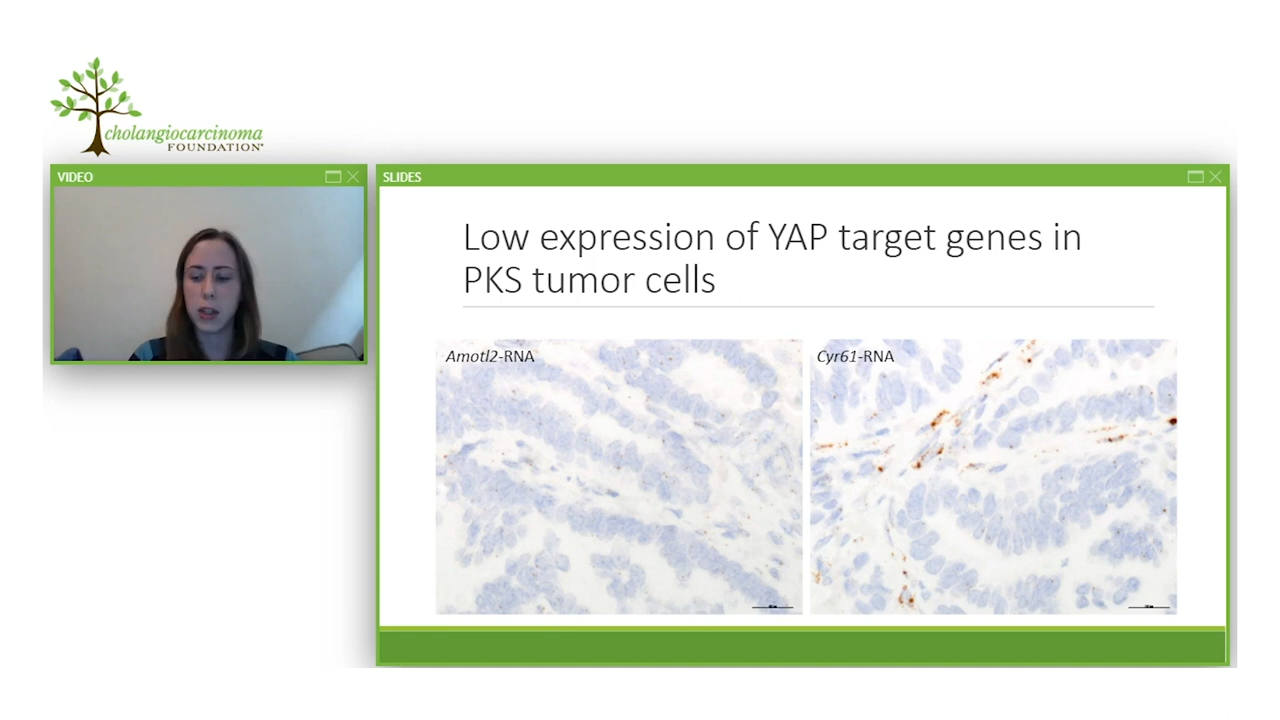 cholangiocarcinoma
FOUNDATION®
VIDEO
SLIDES
Low expression of YAP target genes in
PKS tumor cells
Amotl2-RNA
Cyr61-RNA